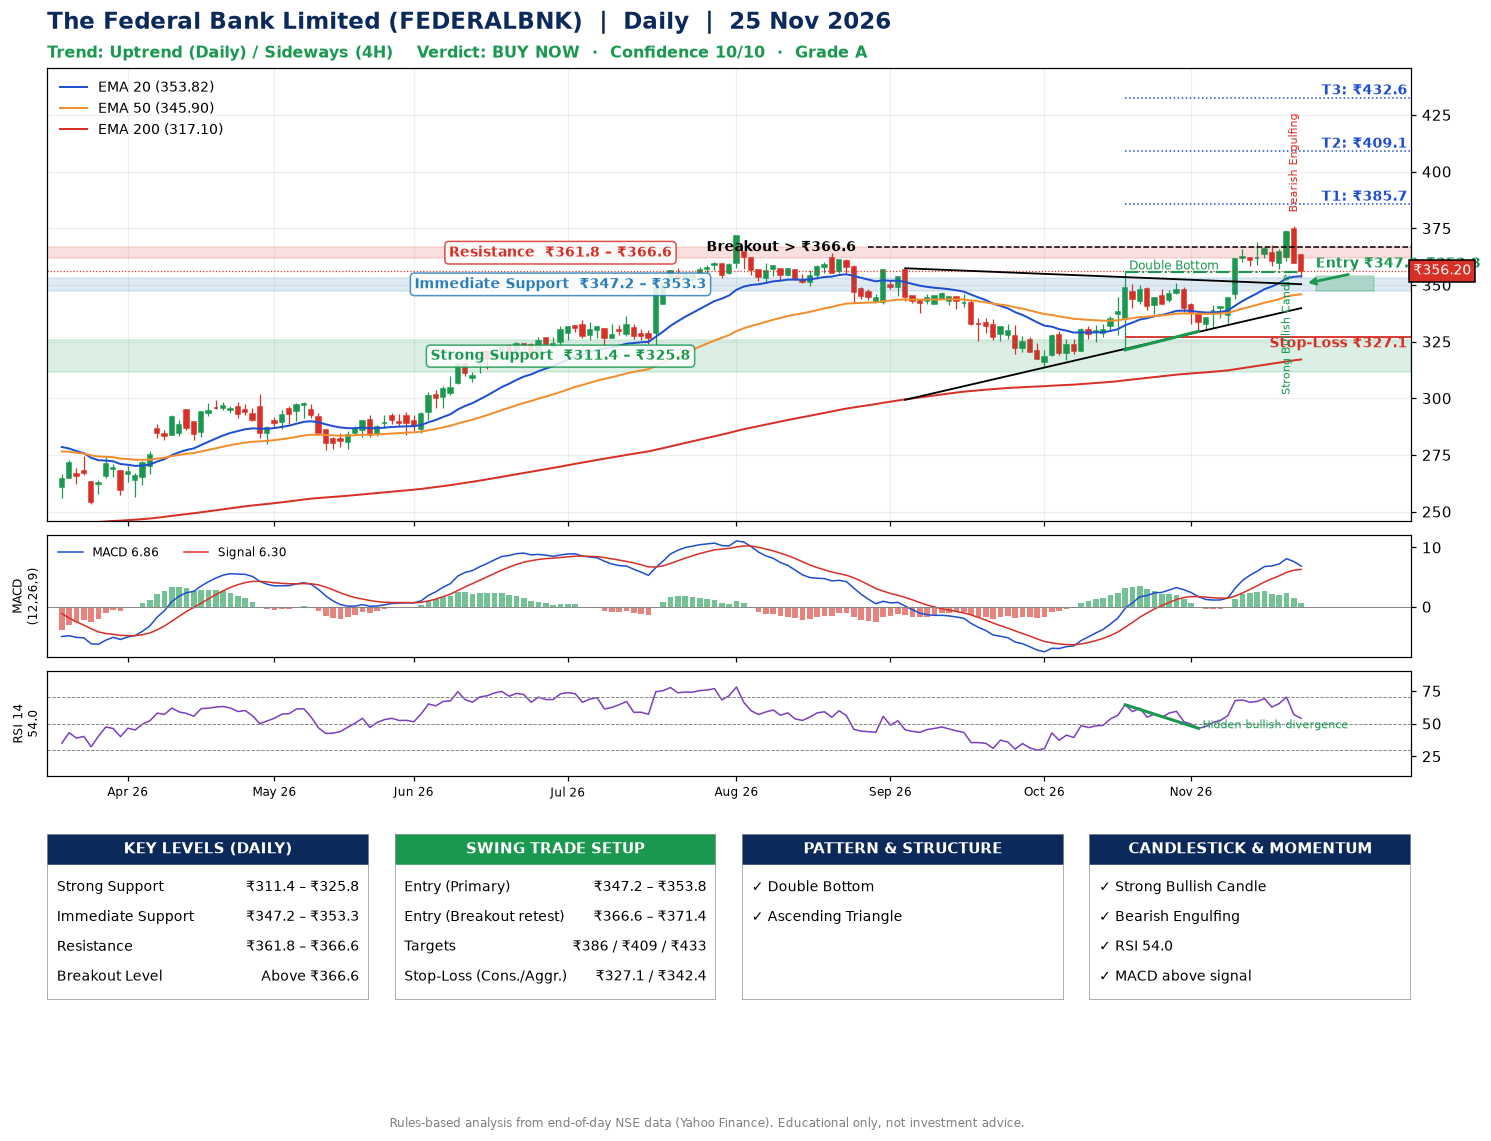 The Federal Bank Limited (FEDERALBNK) | Daily | 25 Nov 2026
Trend: Uptrend (Daily) / Sideways (4H) Verdict: BUY NOW · Confidence 10/10 · Grade A
EMA 20 (353.82)
EMA 50 (345.90)
EMA 200 (317.10)
T3: ₹432.6
T2: ₹409.1
T1: ₹385.7
Bearish Engulfing
Resistance ₹361.8 – ₹366.6
Breakout > ₹366.6
Immediate Support ₹347.2 – ₹353.3
Double Bottom
Entry ₹347.
₹356.20
Strong Bullish Candle
Stop-Loss ₹327.1
Strong Support ₹311.4 – ₹325.8
425
400
375
350
325
300
275
250
MACD 6.86
Signal 6.30
MACD
(12,26,9)
10
0
RSI 14
54.0
Hidden bullish divergence
75
50
25
Apr 26
May 26
Jun 26
Jul 26
Aug 26
Sep 26
Oct 26
Nov 26
KEY LEVELS (DAILY)
Strong Support ₹311.4 – ₹325.8
Immediate Support ₹347.2 – ₹353.3
Resistance ₹361.8 – ₹366.6
Breakout Level Above ₹366.6
SWING TRADE SETUP
Entry (Primary) ₹347.2 – ₹353.8
Entry (Breakout retest) ₹366.6 – ₹371.4
Targets ₹386 / ₹409 / ₹433
Stop-Loss (Cons./Aggr.) ₹327.1 / ₹342.4
PATTERN & STRUCTURE
✓ Double Bottom
✓ Ascending Triangle
CANDLESTICK & MOMENTUM
✓ Strong Bullish Candle
✓ Bearish Engulfing
✓ RSI 54.0
✓ MACD above signal
Rules-based analysis from end-of-day NSE data (Yahoo Finance). Educational only, not investment advice.